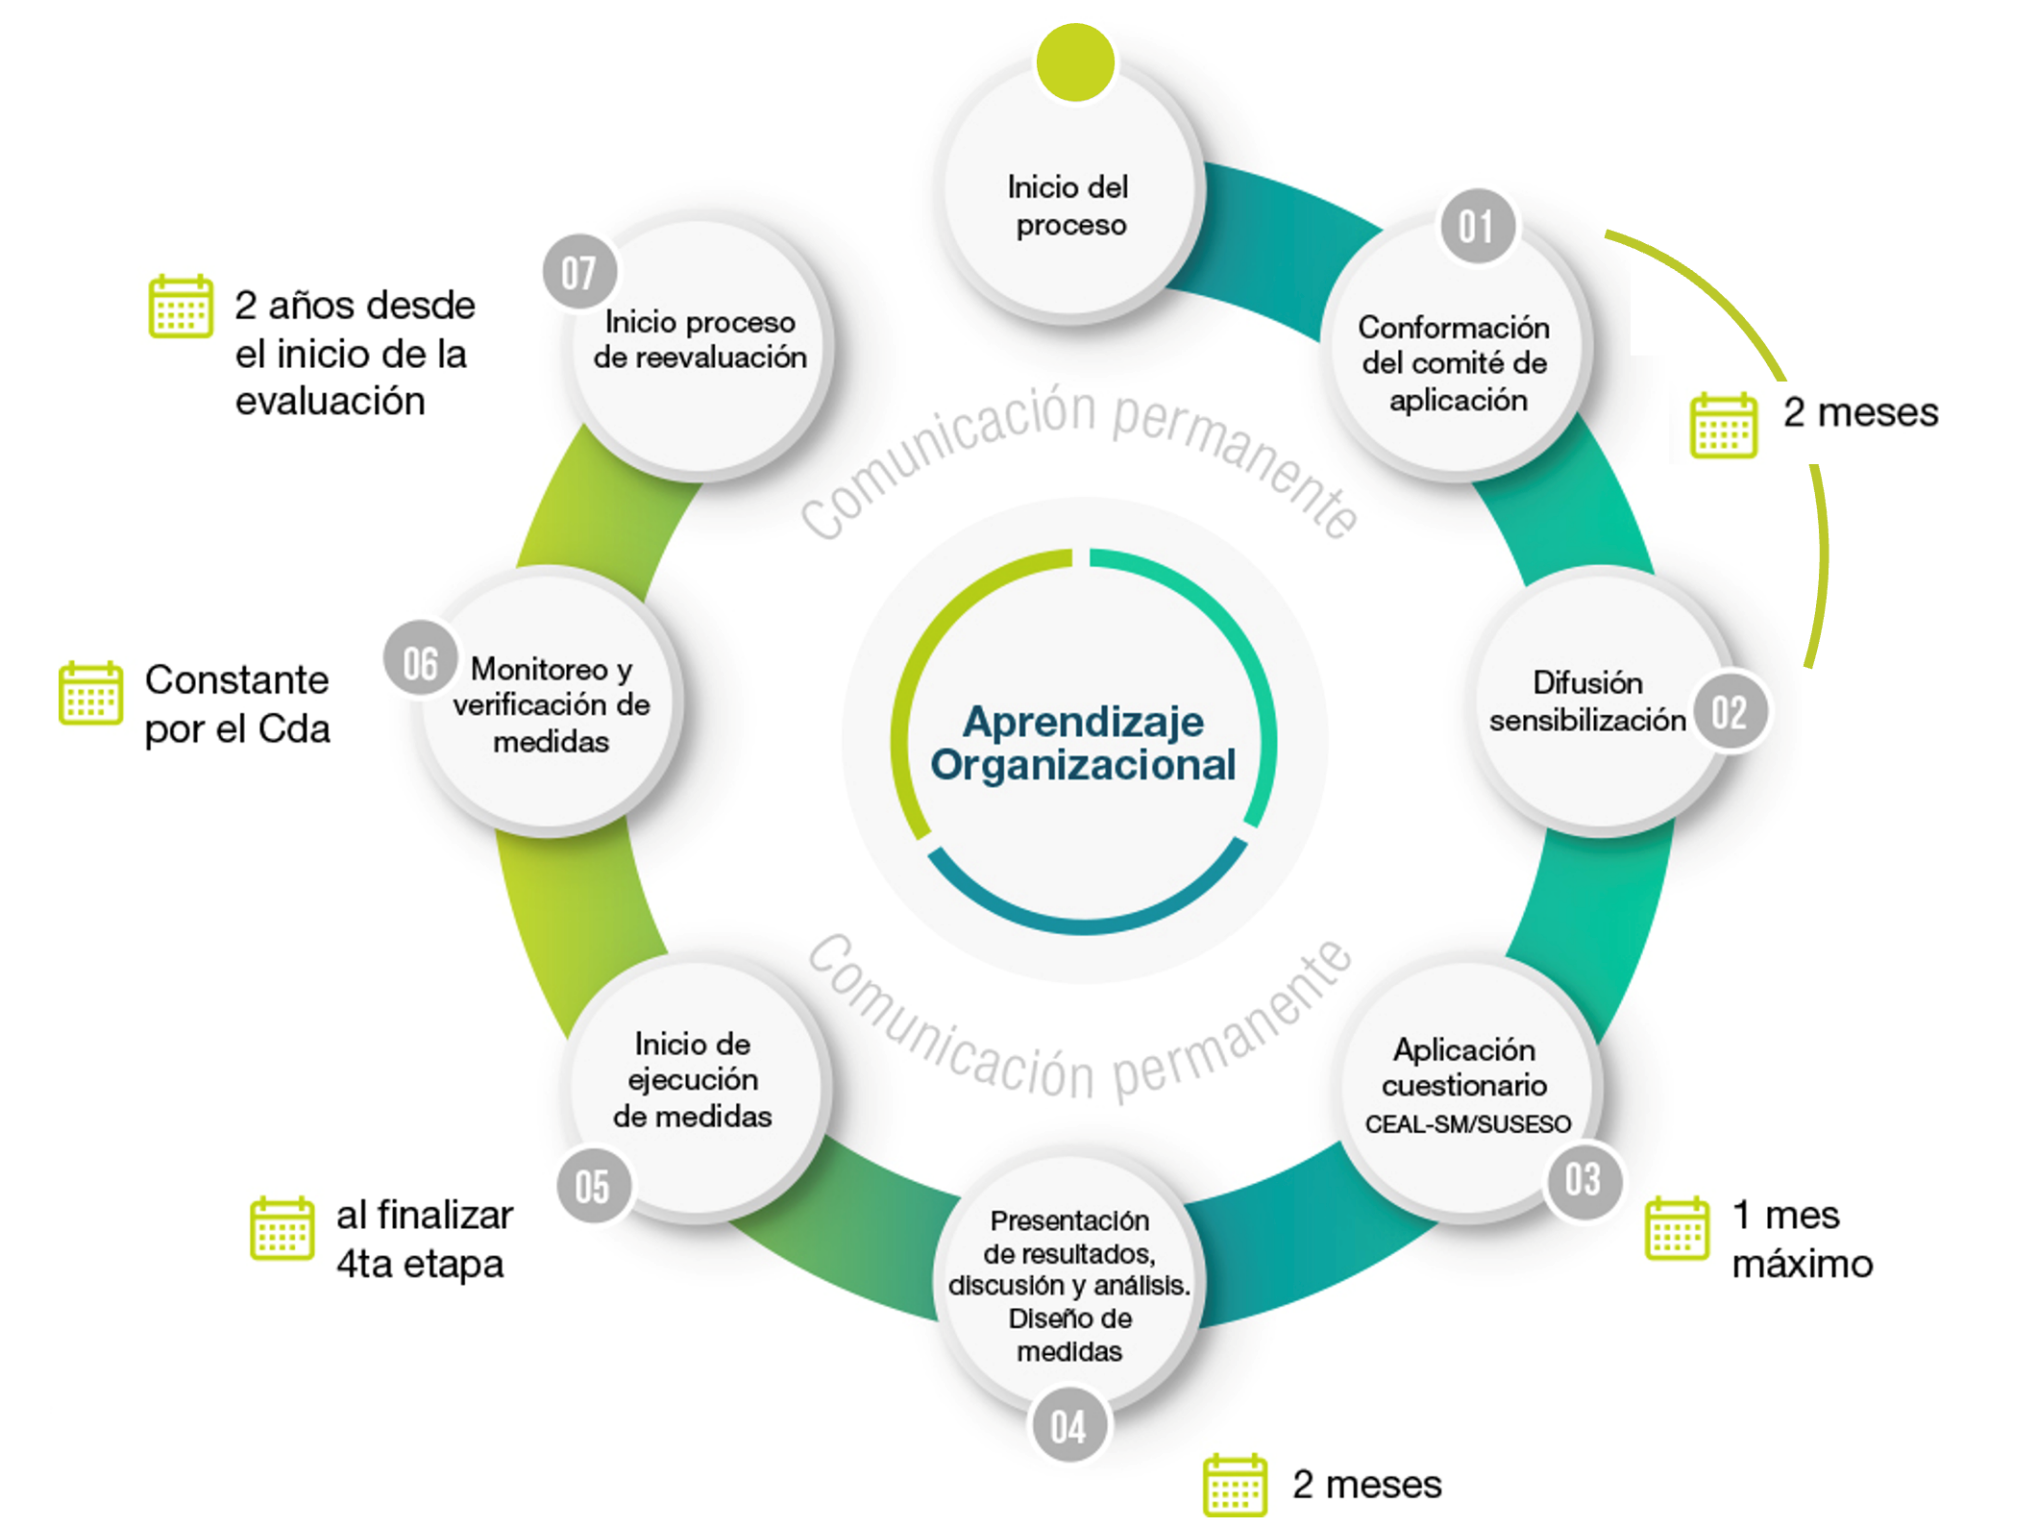 Inicio del
proceso
01
Conformación
del comité de
aplicación
2 meses
Difusión
sensibilización
02
Aplicación
cuestionario
CEAL-SM/SUSESO
03
1 mes
máximo
Presentación
de resultados,
discusión y análisis.
Diseño de
medidas
04
2 meses
Inicio de
ejecución
de medidas
05
al finalizar
4ta etapa
06
Monitoreo y
verificación de
medidas
Constante
por el Cda
07
Inicio proceso
de reevaluación
2 años desde
el inicio de la
evaluación
Comunicación permanente
Aprendizaje
Organizacional
Comunicación permanente